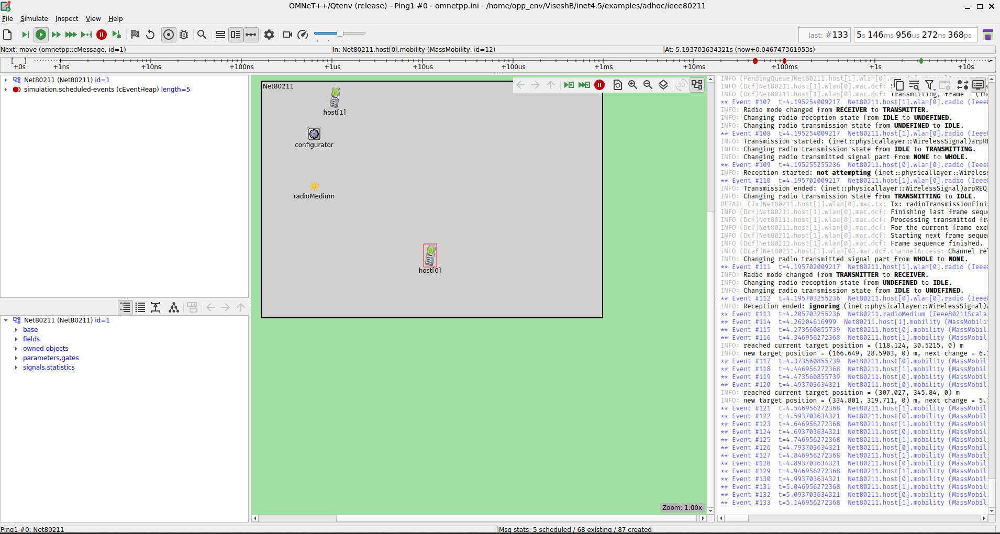 OMNeT++/Qtenv (release) - Ping1 #0 - omnetpp.ini - /home/opp_env/ViseshB/inet4.5/examples/adhoc/ieee80211
File Simulate Inspect View Help
last: #133 5s 146ms 956us 272ns 368ps
Next: move (omnetpp::cMessage, id=1) In: Net80211.host[0].mobility (MassMobility, id=12) At: 5.193703634321s (now+0.046747361953s)
+0s +1ns +10ns +100ns +1us +10us +100us +1ms +10ms +100ms +1s +10s
Net80211 (Net80211) id=1
simulation.scheduled-events (cEventHeap) length=5
Net80211 (Net80211) id=1
base
fields
owned objects
parameters,gates
signals,statistics
Net80211
3D
host[1]
configurator
radioMedium
host[0]
Zoom: 1.00x
INFO (PendingQueue)Net80211.host[1].wlan[0].
INFO (Dcf)Net80211.host[1].wlan[0].mac.dcf:
INFO (Dcf)Net80211.host[1].wlan[0].mac.dcf: Transmitting, frame = (in
** Event #107 t=4.195254009217 Net80211.host[1].wlan[0].radio (Ieee8
INFO: Radio mode changed from RECEIVER to TRANSMITTER.
INFO: Changing radio reception state from IDLE to UNDEFINED.
INFO: Changing radio transmission state from UNDEFINED to IDLE.
** Event #108 t=4.195254009217 Net80211.host[1].wlan[0].radio (Ieee8
INFO: Transmission started: (inet::physicallayer::WirelessSignal)arpR
INFO: Changing radio transmission state from IDLE to TRANSMITTING.
INFO: Changing radio transmitted signal part from NONE to WHOLE.
** Event #109 t=4.195255255236 Net80211.host[0].wlan[0].radio (Ieee8
INFO: Reception started: not attempting (inet::physicallayer::Wireles
** Event #110 t=4.195702009217 Net80211.host[1].wlan[0].radio (Ieee8
INFO: Transmission ended: (inet::physicallayer::WirelessSignal)arpREQ
INFO: Changing radio transmission state from TRANSMITTING to IDLE.
DETAIL (Tx)Net80211.host[1].wlan[0].mac.tx: Tx: radioTransmissionFini
INFO (Dcf)Net80211.host[1].wlan[0].mac.dcf: Finishing last frame sequ
INFO (Dcf)Net80211.host[1].wlan[0].mac.dcf: Processing transmitted fr
INFO (Dcf)Net80211.host[1].wlan[0].mac.dcf: For the current frame exc
INFO (Dcf)Net80211.host[1].wlan[0].mac.dcf: Starting next frame seque
INFO (Dcf)Net80211.host[1].wlan[0].mac.dcf: Frame sequence finished.
INFO (Dcaf)Net80211.host[1].wlan[0].mac.dcf.channelAccess: Channel re
INFO: Changing radio transmitted signal part from WHOLE to NONE.
** Event #111 t=4.195702009217 Net80211.host[1].wlan[0].radio (Ieee8
INFO: Radio mode changed from TRANSMITTER to RECEIVER.
INFO: Changing radio reception state from UNDEFINED to IDLE.
INFO: Changing radio transmission state from IDLE to UNDEFINED.
** Event #112 t=4.195703255236 Net80211.host[0].wlan[0].radio (Ieee8
INFO: Reception ended: ignoring (inet::physicallayer::WirelessSignal)a
** Event #113 t=4.205703255236 Net80211.radioMedium (Ieee80211Scala
** Event #114 t=4.26204616999 Net80211.host[1].mobility (MassMobili
** Event #115 t=4.273560855739 Net80211.host[0].mobility (MassMobil
** Event #116 t=4.346956272368 Net80211.host[1].mobility (MassMobil
INFO: reached current target position = (118.124, 30.5215, 0) m
INFO: new target position = (166.649, 28.5903, 0) m, next change = 6.
** Event #117 t=4.373560855739 Net80211.host[0].mobility (MassMobil
** Event #118 t=4.446956272368 Net80211.host[1].mobility (MassMobil
** Event #119 t=4.473560855739 Net80211.host[0].mobility (MassMobil
** Event #120 t=4.493703634321 Net80211.host[0].mobility (MassMobil
INFO: reached current target position = (307.027, 345.84, 0) m
INFO: new target position = (334.801, 319.711, 0) m, next change = 5.
** Event #121 t=4.546956272368 Net80211.host[1].mobility (MassMobil
** Event #122 t=4.593703634321 Net80211.host[0].mobility (MassMobil
** Event #123 t=4.646956272368 Net80211.host[1].mobility (MassMobil
** Event #124 t=4.693703634321 Net80211.host[0].mobility (MassMobil
** Event #125 t=4.746956272368 Net80211.host[1].mobility (MassMobil
** Event #126 t=4.793703634321 Net80211.host[0].mobility (MassMobil
** Event #127 t=4.846956272368 Net80211.host[1].mobility (MassMobil
** Event #128 t=4.893703634321 Net80211.host[0].mobility (MassMobil
** Event #129 t=4.946956272368 Net80211.host[1].mobility (MassMobil
** Event #130 t=4.993703634321 Net80211.host[0].mobility (MassMobil
** Event #131 t=5.046956272368 Net80211.host[1].mobility (MassMobil
** Event #132 t=5.093703634321 Net80211.host[0].mobility (MassMobil
** Event #133 t=5.146956272368 Net80211.host[1].mobility (MassMobil
Ping1 #0: Net80211 Msg stats: 5 scheduled / 68 existing / 87 created